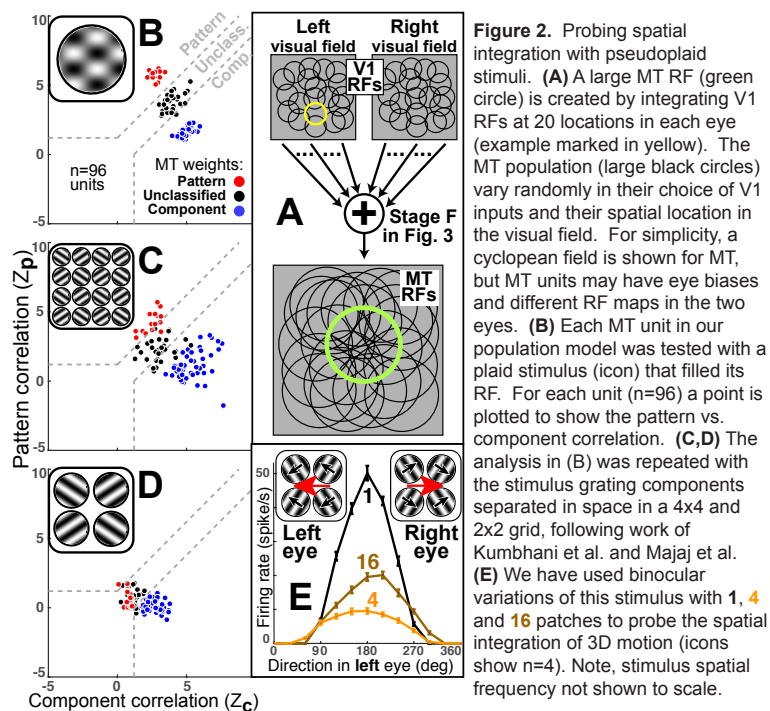 10
5
0
-5
B
Pattern
Unclass.
Comp.
n=96
units
MT weights:
Pattern
Unclassified
Component
10
5
0
-5
C
Pattern correlation (Zp)
10
5
0
-5
D
-5
0
5
10
Component correlation (Zc)
Left
visual field
Right
visual field
V1
RFs
A
+
Stage F
in Fig. 3
MT
RFs
E
Left
eye
Right
eye
1
16
4
50
0
Firing rate (spike/s)
0
90
180
270
360
Direction in left eye (deg)
Figure 2. Probing spatial
integration with pseudoplaid
stimuli. (A) A large MT RF (green
circle) is created by integrating V1
RFs at 20 locations in each eye
(example marked in yellow). The
MT population (large black circles)
vary randomly in their choice of V1
inputs and their spatial location in
the visual field. For simplicity, a
cyclopean field is shown for MT,
but MT units may have eye biases
and different RF maps in the two
eyes. (B) Each MT unit in our
population model was tested with a
plaid stimulus (icon) that filled its
RF. For each unit (n=96) a point is
plotted to show the pattern vs.
component correlation. (C,D) The
analysis in (B) was repeated with
the stimulus grating components
separated in space in a 4x4 and
2x2 grid, following work of
Kumbhani et al. and Majaj et al.
(E) We have used binocular
variations of this stimulus with 1, 4
and 16 patches to probe the spatial
integration of 3D motion (icons
show n=4). Note, stimulus spatial
frequency not shown to scale.